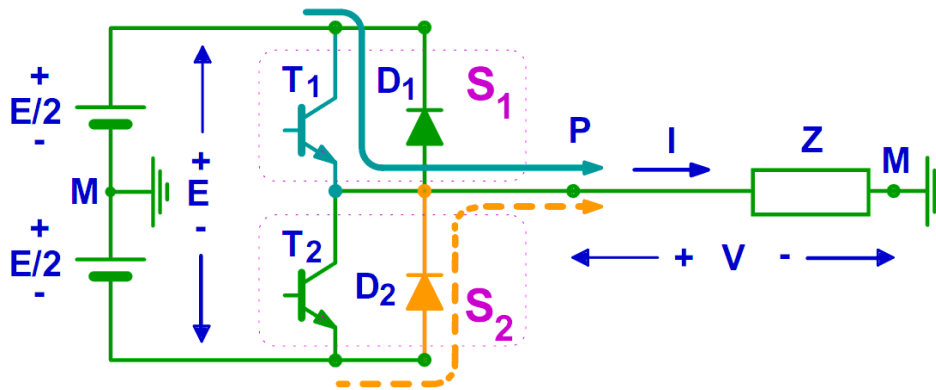 +
E/2
-
M
+
E/2
-
+
E
-
T1
D1
S1
T2
D2
S2
P
I
Z
M
+ V -